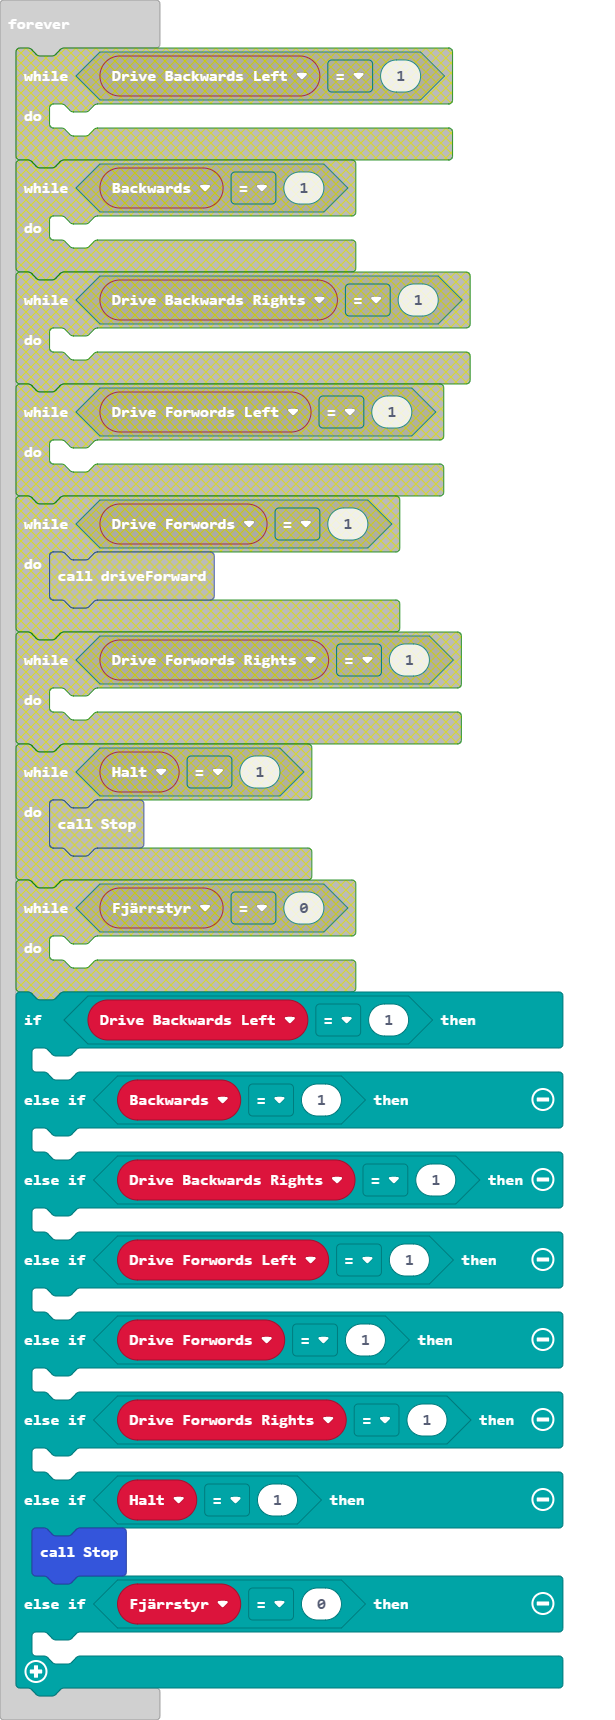 forever
while Drive Backwards Left = 1
do
while Backwards = 1
do
while Drive Backwards Rights = 1
do
while Drive Forwords Left = 1
do
while Drive Forwords = 1
do call driveForward
while Drive Forwords Rights = 1
do
while Halt = 1
do call Stop
while Fjärrstyr = 0
do
if Drive Backwards Left = 1 then
else if Backwards = 1 then
else if Drive Backwards Rights = 1 then
else if Drive Forwords Left = 1 then
else if Drive Forwords = 1 then
else if Drive Forwords Rights = 1 then
else if Halt = 1 then
call Stop
else if Fjärrstyr = 0 then